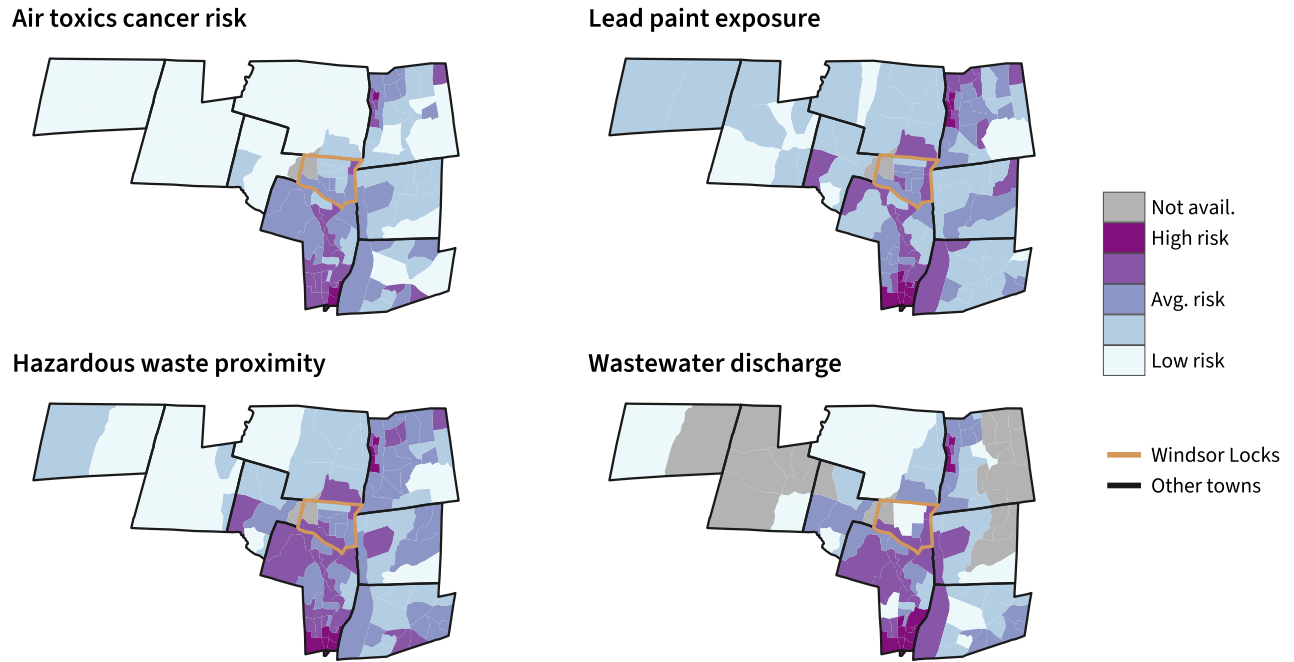 Air toxics cancer risk
Lead paint exposure
Not avail.
High risk
Avg. risk
Low risk
Hazardous waste proximity
Wastewater discharge
Windsor Locks
Other towns